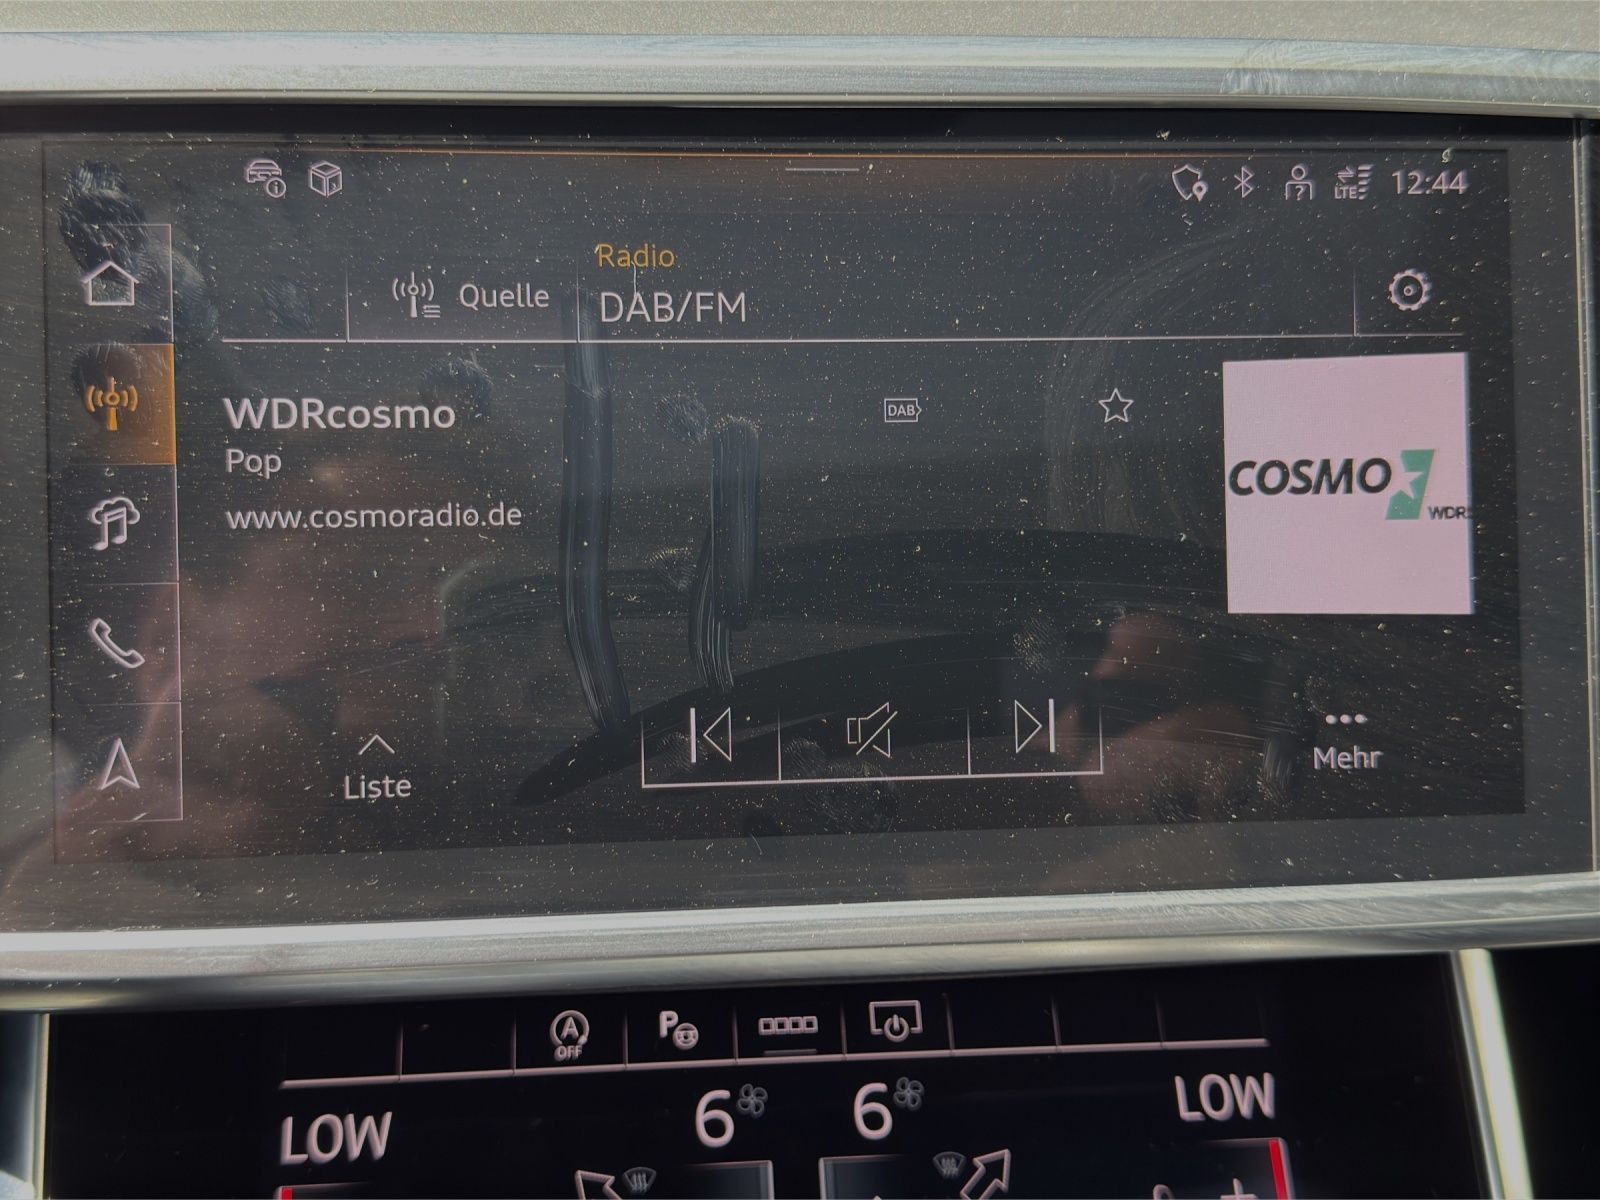 LTE 12:44
Radio
Quelle
DAB/FM
WDRcosmo
DAB
Pop
www.cosmoradio.de
COSMO
WDR
Liste
Mehr
A
OFF
P
6 6
LOW LOW